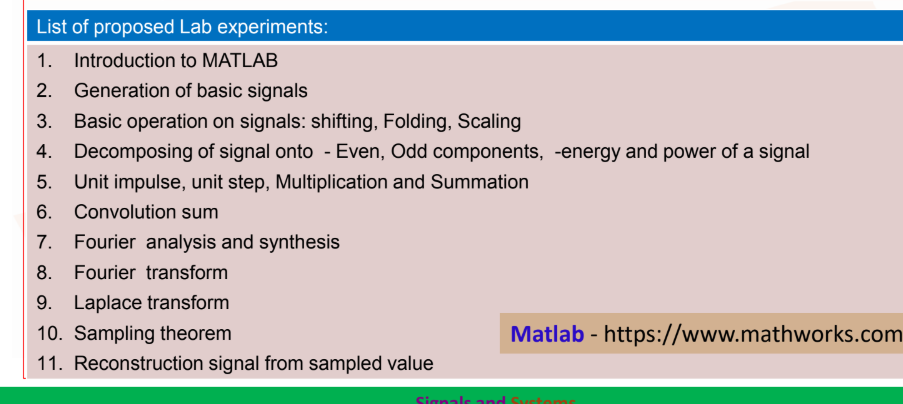 List of proposed Lab experiments:
1. Introduction to MATLAB
2. Generation of basic signals
3. Basic operation on signals: shifting, Folding, Scaling
4. Decomposing of signal onto - Even, Odd components, -energy and power of a signal
5. Unit impulse, unit step, Multiplication and Summation
6. Convolution sum
7. Fourier analysis and synthesis
8. Fourier transform
9. Laplace transform
10. Sampling theorem
Matlab - https://www.mathworks.com
11. Reconstruction signal from sampled value
Signals and Systems